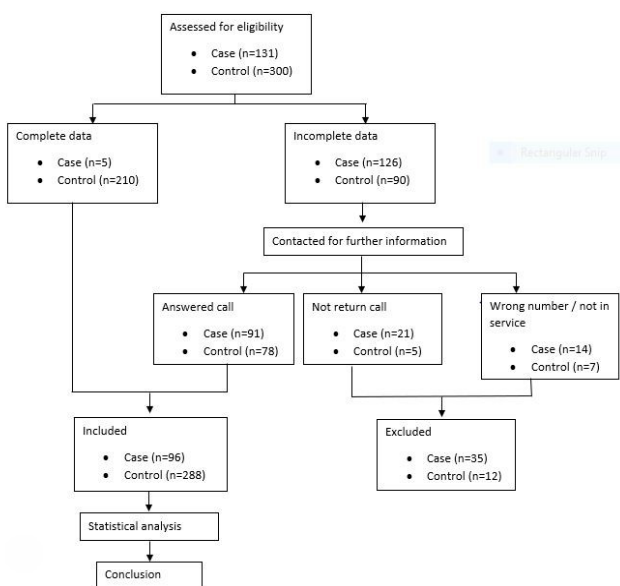 Assessed for eligibility
• Case (n=131)
• Control (n=300)
Complete data
• Case (n=5)
• Control (n=210)
Incomplete data
• Case (n=126)
• Control (n=90)
Rectangular Snip
Contacted for further information
Answered call
• Case (n=91)
• Control (n=78)
Not return call
• Case (n=21)
• Control (n=5)
Wrong number / not in
service
• Case (n=14)
• Control (n=7)
Included
• Case (n=96)
• Control (n=288)
Excluded
• Case (n=35)
• Control (n=12)
Statistical analysis
Conclusion